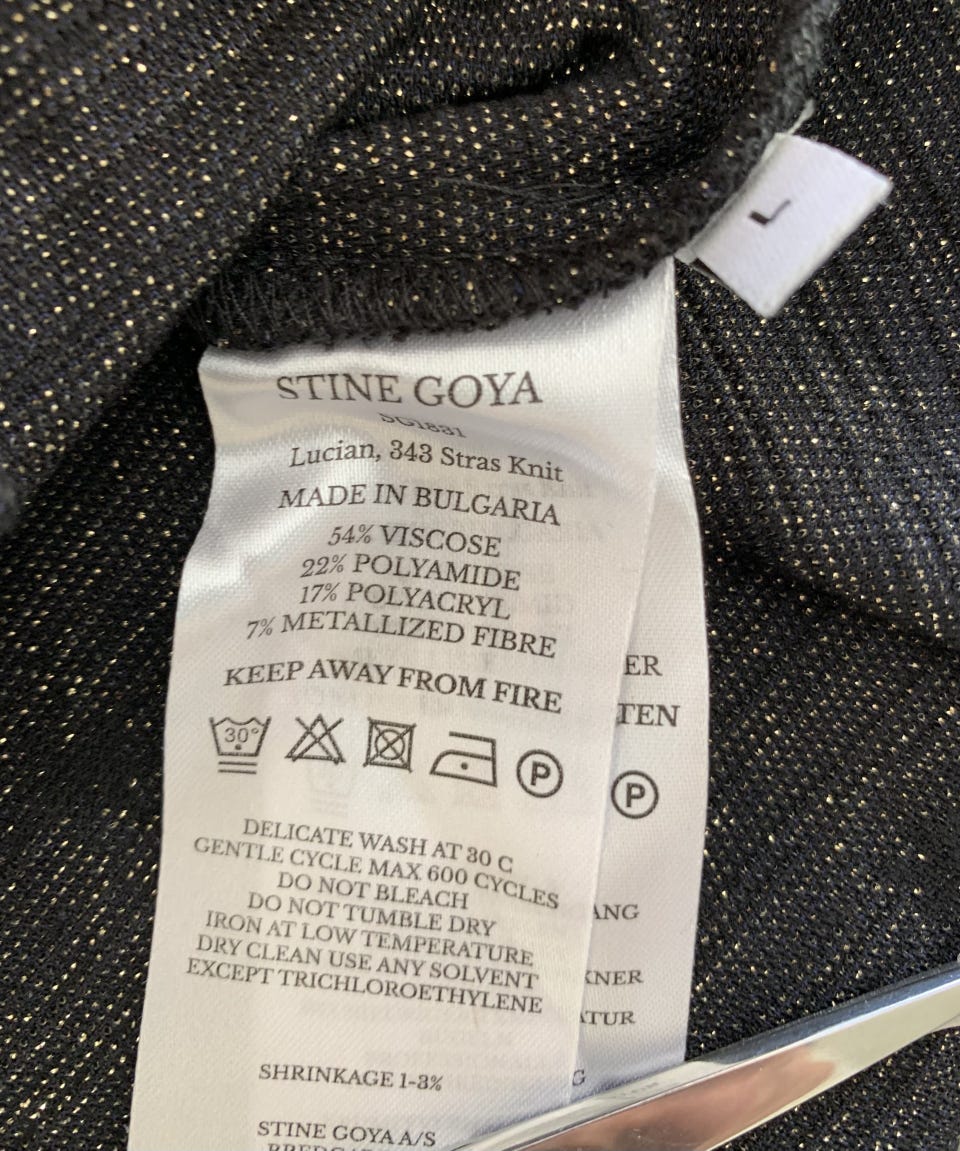 L
STINE GOYA
SG1831
Lucian, 343 Stras Knit
MADE IN BULGARIA
54% VISCOSE
22% POLYAMIDE
17% POLYACRYL
7% METALLIZED FIBRE
KEEP AWAY FROM FIRE
30°
P
DELICATE WASH AT 30 C
GENTLE CYCLE MAX 600 CYCLES
DO NOT BLEACH
DO NOT TUMBLE DRY
IRON AT LOW TEMPERATURE
DRY CLEAN USE ANY SOLVENT
EXCEPT TRICHLOROETHYLENE
SHRINKAGE 1-3%
STINE GOYA A/S
ER
TEN
P
ANG
KNER
ATUR
G